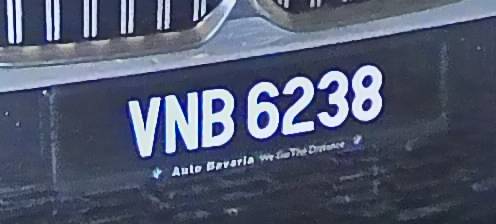 VNB 6238
Auto Bavaria We Go The Distance